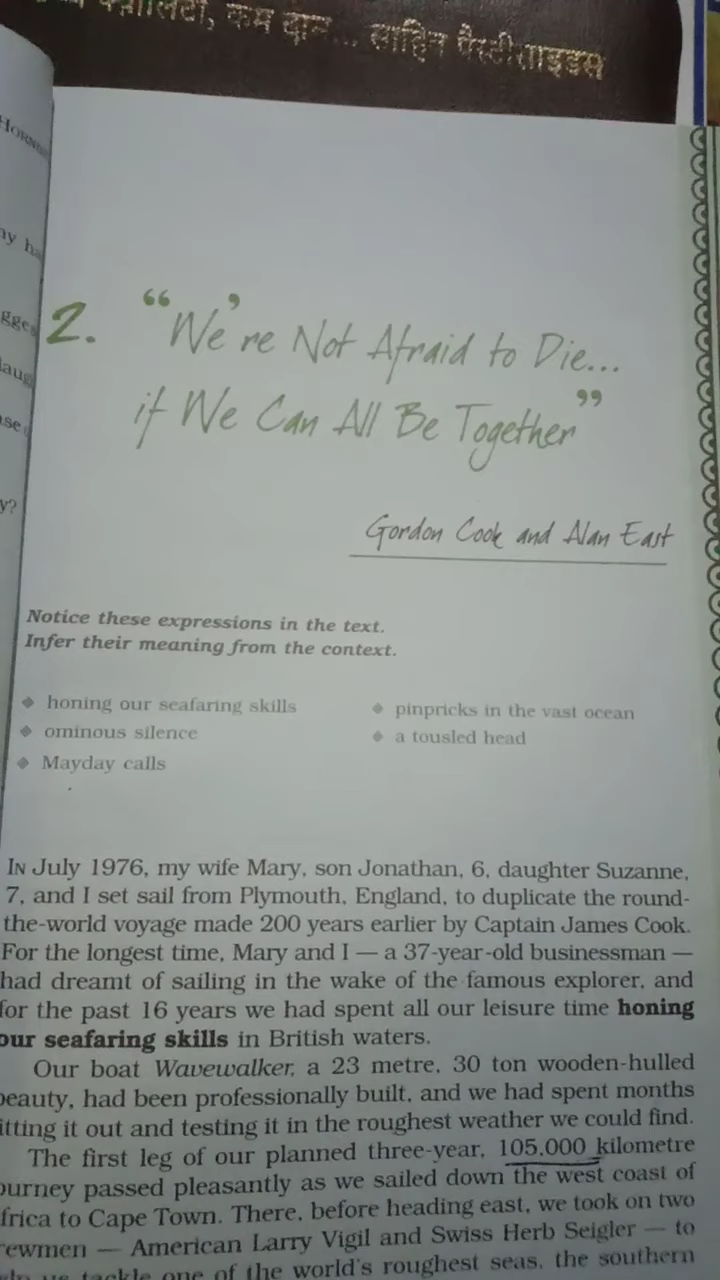 कम दाम... साहिन पैस्टीसाइडस
2. “We’re Not Afraid to Die...
if We Can All Be Together”
Gordon Cook and Alan East
Notice these expressions in the text.
Infer their meaning from the context.
❖ honing our seafaring skills ❖ pinpricks in the vast ocean
❖ ominous silence ❖ a tousled head
❖ Mayday calls
IN July 1976, my wife Mary, son Jonathan, 6, daughter Suzanne,
7, and I set sail from Plymouth, England, to duplicate the round-
the-world voyage made 200 years earlier by Captain James Cook.
For the longest time, Mary and I — a 37-year-old businessman —
had dreamt of sailing in the wake of the famous explorer, and
for the past 16 years we had spent all our leisure time honing
our seafaring skills in British waters.
Our boat Wavewalker, a 23 metre, 30 ton wooden-hulled
beauty, had been professionally built, and we had spent months
itting it out and testing it in the roughest weather we could find.
The first leg of our planned three-year, 105,000 kilometre
ourney passed pleasantly as we sailed down the west coast of
frica to Cape Town. There, before heading east, we took on two
rewmen — American Larry Vigil and Swiss Herb Seigler — to
us tackle one of the world's roughest seas, the southern